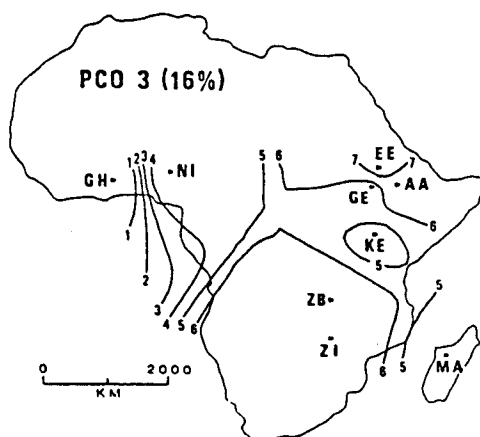 PCO 3 (16%)
1 2 3 4
5 6
7 7
EE
GH NI
GE AA
1
6
KE
5
2
3
4 5 6
5
ZB
ZI
0 2000
KM
6 5
MA